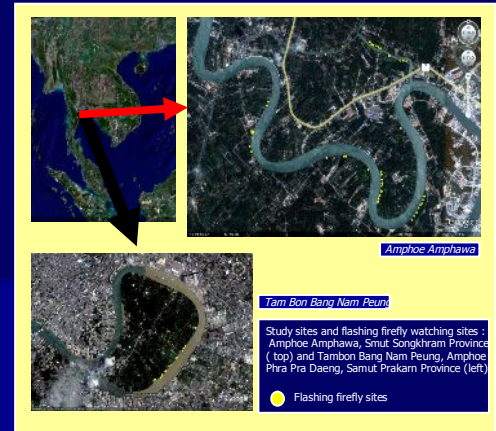 Amphoe Amphawa
Tam Bon Bang Nam Peung
Study sites and flashing firefly watching sites :
Amphoe Amphawa, Smut Songkhram Province
( top) and Tambon Bang Nam Peung, Amphoe
Phra Pra Daeng, Samut Prakarn Province (left)
Flashing firefly sites